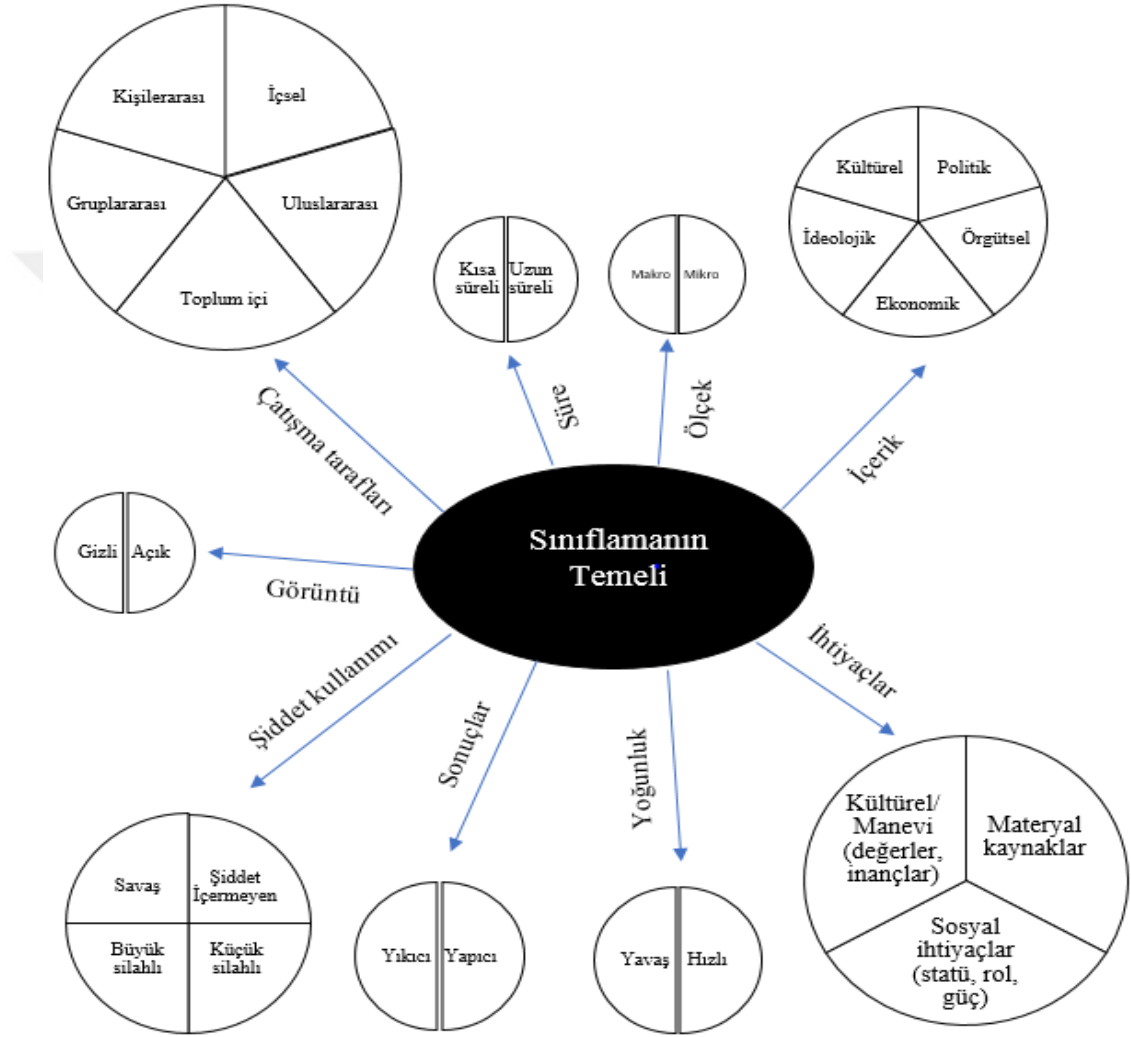 Kişilerarası
İçsel
Gruplararası
Uluslararası
Toplum içi
Kısa
süreli
Uzun
süreli
Makro
Mikro
Kültürel
Politik
İdeolojik
Örgütsel
Ekonomik
Çatışma tarafları
Süre
Ölçek
İçerik
Gizli
Açık
Görüntü
Sınıflamanın
Temeli
Şiddet kullanımı
Sonuçlar
Yoğunluk
İhtiyaçlar
Savaş
Şiddet
İçermeyen
Büyük
silahlı
Küçük
silahlı
Yıkıcı
Yapıcı
Yavaş
Hızlı
Kültürel/
Manevi
(değerler,
inançlar)
Materyal
kaynaklar
Sosyal
ihtiyaçlar
(statü, rol,
güç)